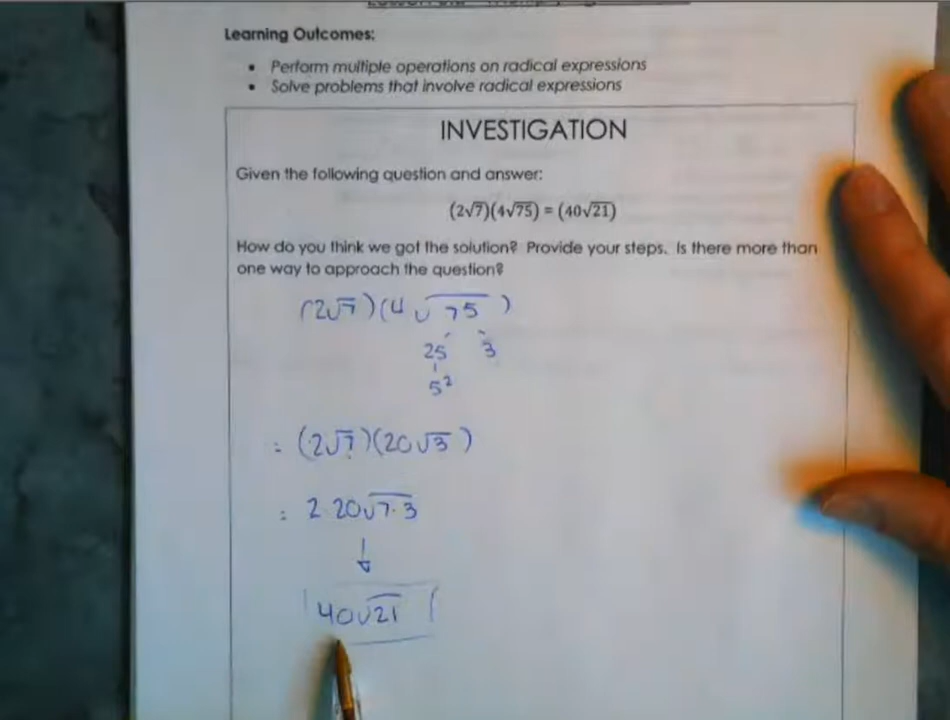 Learning Outcomes:
• Perform multiple operations on radical expressions
• Solve problems that involve radical expressions
INVESTIGATION
Given the following question and answer:
(2√7)(4√75) = (40√21)
How do you think we got the solution? Provide your steps. Is there more than
one way to approach the question?
(2√7)(4√75)
25 3
5²
= (2√7)(20√3)
= 2·20√7·3
↓
40√21